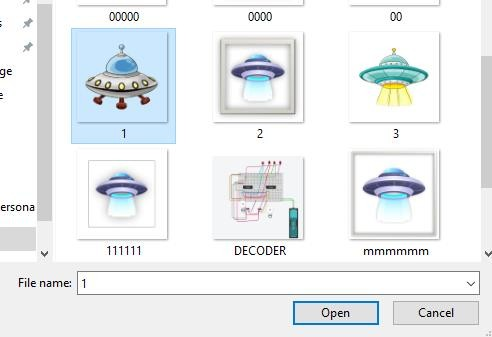 00000
0000
00
ge
e
1
2
3
ersona
111111
DECODER
mmmmmm
File name:
1
Open
Cancel